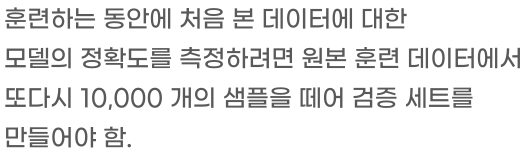 훈련하는 동안에 처음 본 데이터에 대한
모델의 정확도를 측정하려면 원본 훈련 데이터에서
또다시 10,000 개의 샘플을 떼어 검증 세트를
만들어야 함.